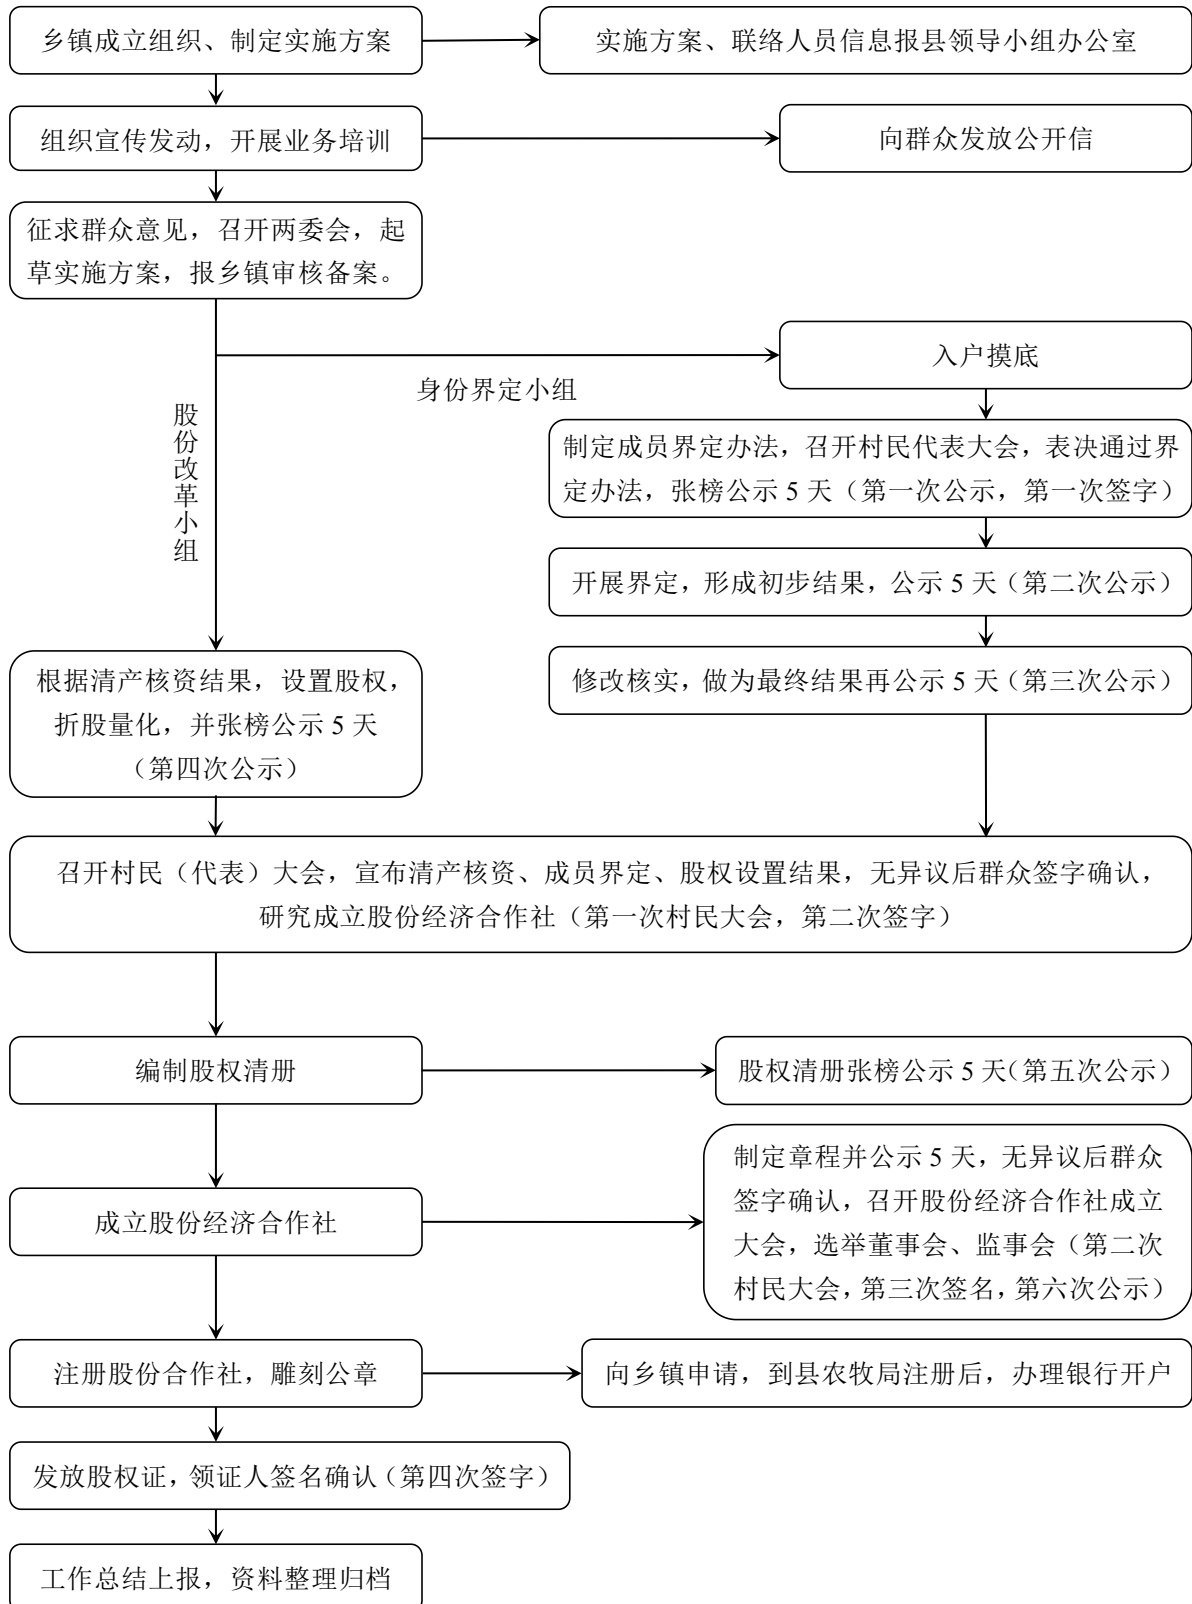 乡镇成立组织、制定实施方案
实施方案、联络人员信息报县领导小组办公室
组织宣传发动，开展业务培训
向群众发放公开信
征求群众意见，召开两委会，起
草实施方案，报乡镇审核备案。
入户摸底
身份界定小组
股份改革小组
制定成员界定办法，召开村民代表大会，表决通过界
定办法，张榜公示 5 天（第一次公示，第一次签字）
开展界定，形成初步结果，公示 5 天（第二次公示）
修改核实，做为最终结果再公示 5 天（第三次公示）
根据清产核资结果，设置股权，
折股量化，并张榜公示 5 天
（第四次公示）
召开村民（代表）大会，宣布清产核资、成员界定、股权设置结果，无异议后群众签字确认，
研究成立股份经济合作社（第一次村民大会，第二次签字）
编制股权清册
股权清册张榜公示 5 天（第五次公示）
制定章程并公示 5 天，无异议后群众
签字确认，召开股份经济合作社成立
大会，选举董事会、监事会（第二次
村民大会，第三次签名，第六次公示）
成立股份经济合作社
注册股份合作社，雕刻公章
向乡镇申请，到县农牧局注册后，办理银行开户
发放股权证，领证人签名确认（第四次签字）
工作总结上报，资料整理归档